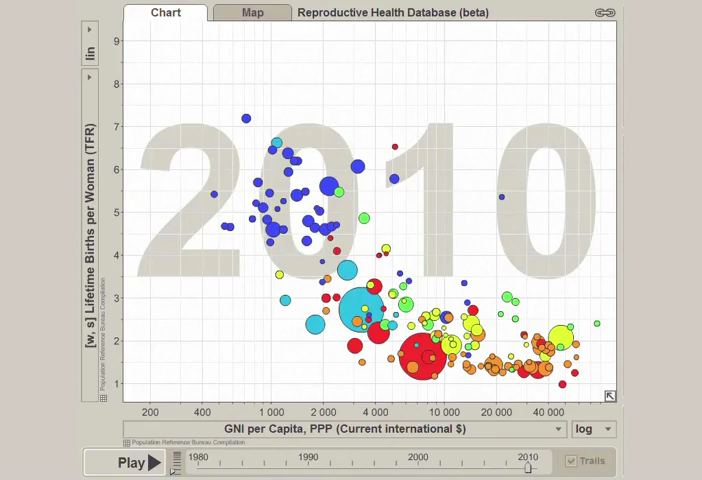 Chart
Map
Reproductive Health Database (beta)
lin
[w, s] Lifetime Births per Woman (TFR)
Population Reference Bureau Compilation
9
8
7
6
5
4
3
2
1
2010
200
400
1 000
2 000
4 000
10 000
20 000
40 000
GNI per Capita, PPP (Current international $)
log
Population Reference Bureau Compilation
Play
1980
1990
2000
2010
Trails